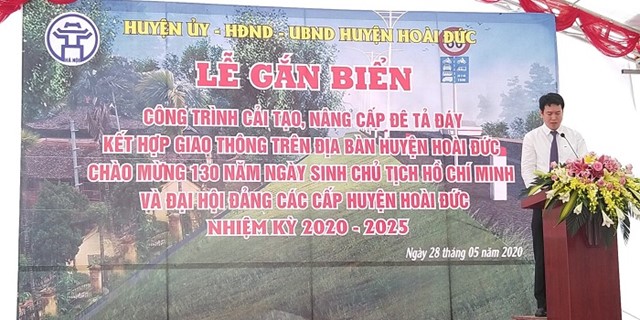 HUYỆN ỦY - HĐND - UBND HUYỆN HOÀI ĐỨC
LỄ GẮN BIỂN
CÔNG TRÌNH CẢI TẠO, NÂNG CẤP ĐÊ TẢ ĐÁY
KẾT HỢP GIAO THÔNG TRÊN ĐỊA BÀN HUYỆN HOÀI ĐỨC
CHÀO MỪNG 130 NĂM NGÀY SINH CHỦ TỊCH HỒ CHÍ MINH
VÀ ĐẠI HỘI ĐẢNG CÁC CẤP HUYỆN HOÀI ĐỨC
NHIỆM KỲ 2020 - 2025
Ngày 28 tháng 05 năm 2020